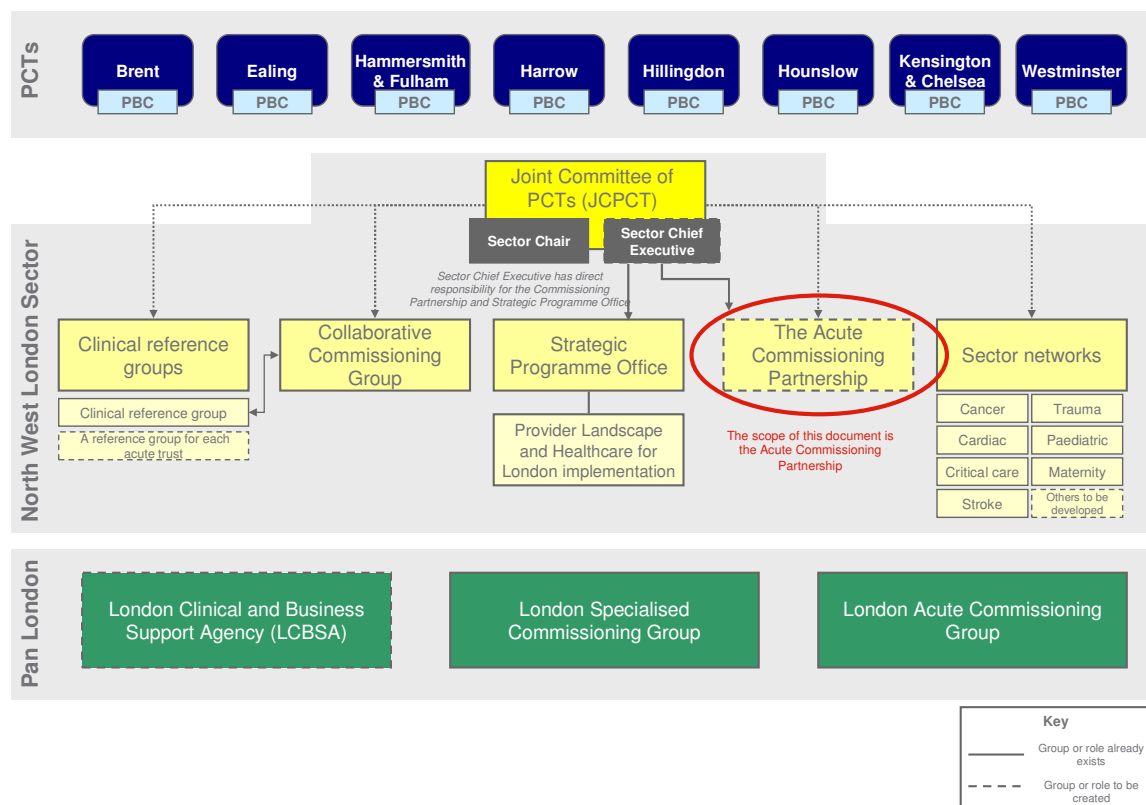 PCTs
Brent
PBC
Ealing
PBC
Hammersmith
& Fulham
PBC
Harrow
PBC
Hillingdon
PBC
Hounslow
PBC
Kensington
& Chelsea
PBC
Westminster
PBC
North West London Sector
Joint Committee of
PCTs (JCPCT)
Sector Chair
Sector Chief
Executive
Sector Chief Executive has direct
responsibility for the Commissioning
Partnership and Strategic Programme Office
Clinical reference
groups
Clinical reference group
A reference group for each
acute trust
Collaborative
Commissioning
Group
Strategic
Programme Office
Provider Landscape
and Healthcare for
London implementation
The Acute
Commissioning
Partnership
The scope of this document is
the Acute Commissioning
Partnership
Sector networks
Cancer
Trauma
Cardiac
Paediatric
Critical care
Maternity
Stroke
Others to be
developed
Pan London
London Clinical and Business
Support Agency (LCBSA)
London Specialised
Commissioning Group
London Acute Commissioning
Group
Key
Group or role already
exists
Group or role to be
created